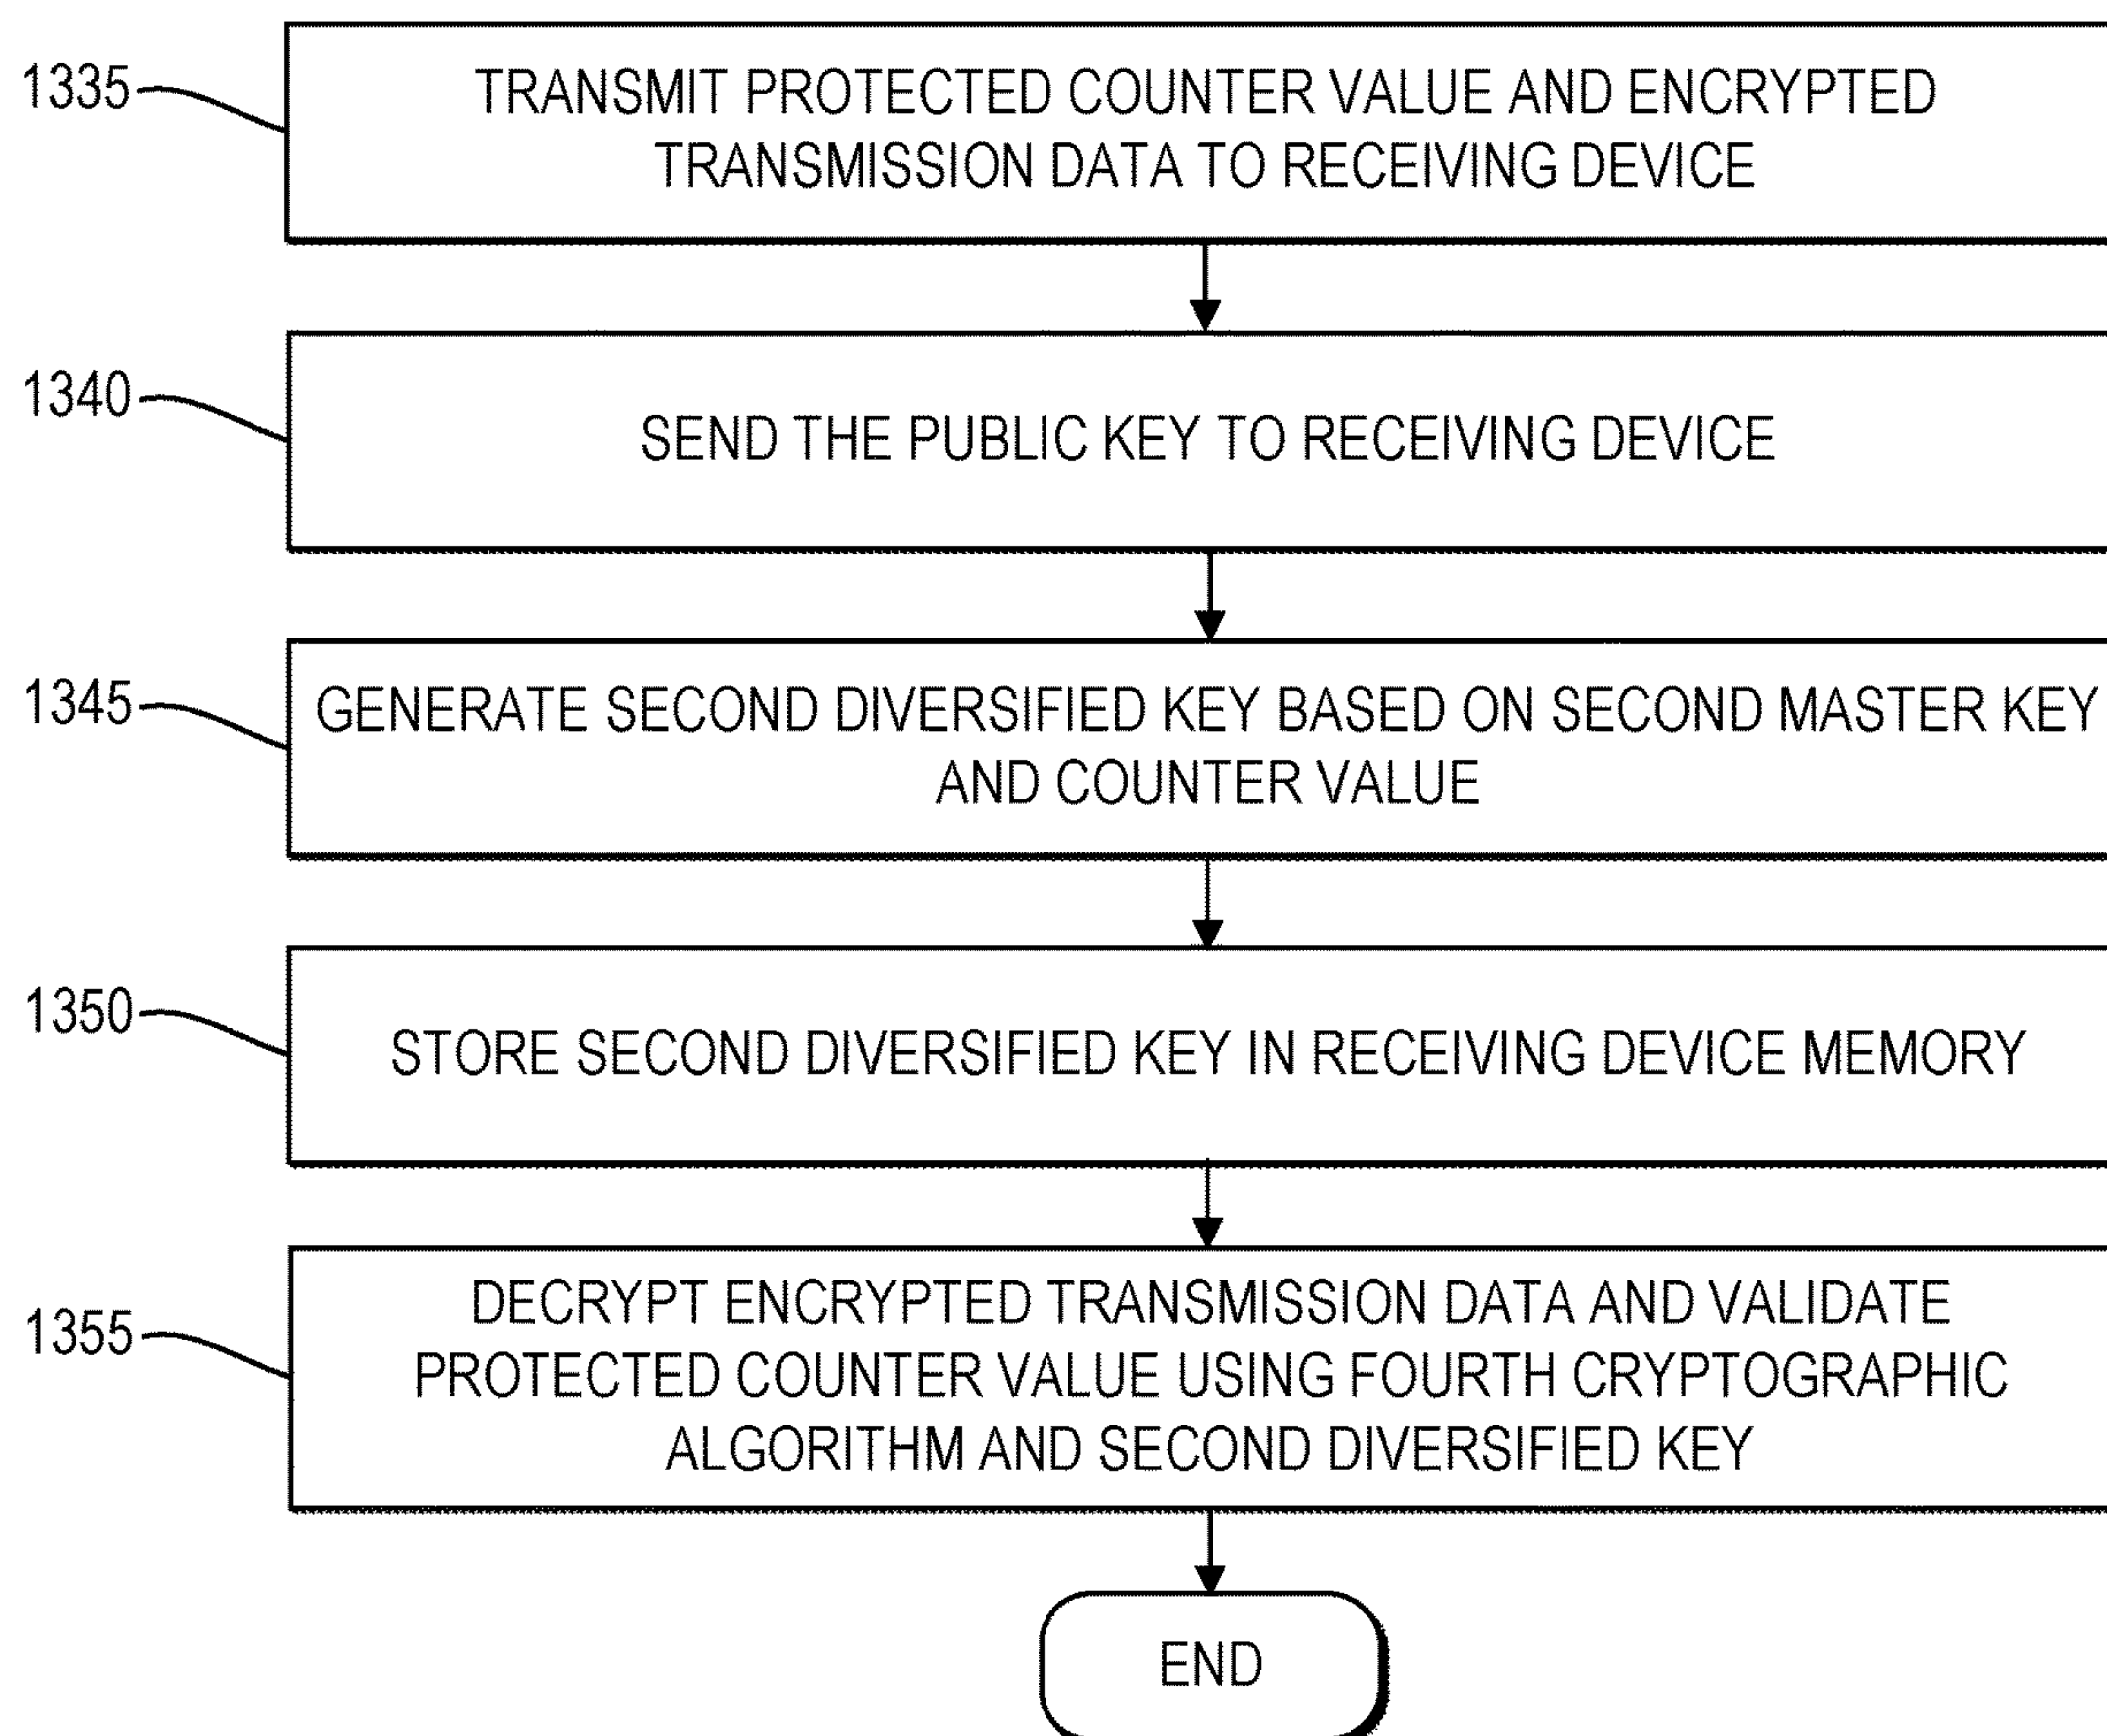 1335
TRANSMIT PROTECTED COUNTER VALUE AND ENCRYPTED
TRANSMISSION DATA TO RECEIVING DEVICE
1340
SEND THE PUBLIC KEY TO RECEIVING DEVICE
1345
GENERATE SECOND DIVERSIFIED KEY BASED ON SECOND MASTER KEY
AND COUNTER VALUE
1350
STORE SECOND DIVERSIFIED KEY IN RECEIVING DEVICE MEMORY
1355
DECRYPT ENCRYPTED TRANSMISSION DATA AND VALIDATE
PROTECTED COUNTER VALUE USING FOURTH CRYPTOGRAPHIC
ALGORITHM AND SECOND DIVERSIFIED KEY
END